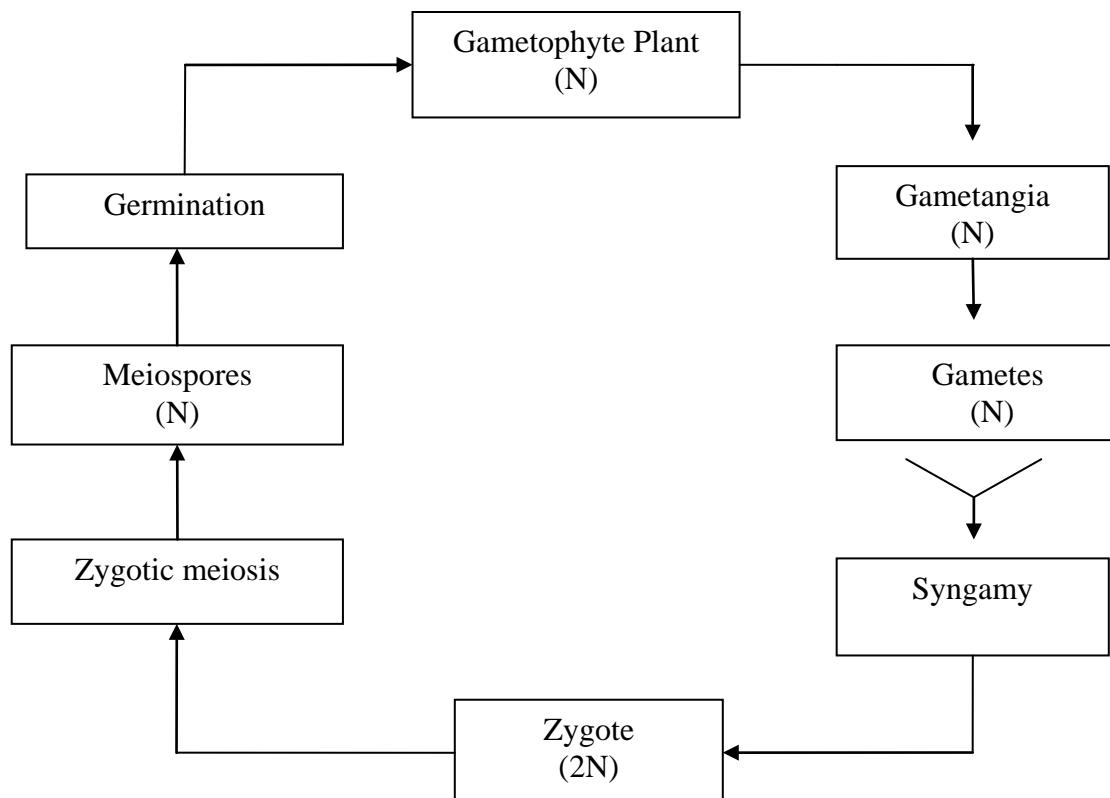 Gametophyte Plant
(N)
Germination
Gametangia
(N)
Meiospores
(N)
Gametes
(N)
Zygotic meiosis
Syngamy
Zygote
(2N)